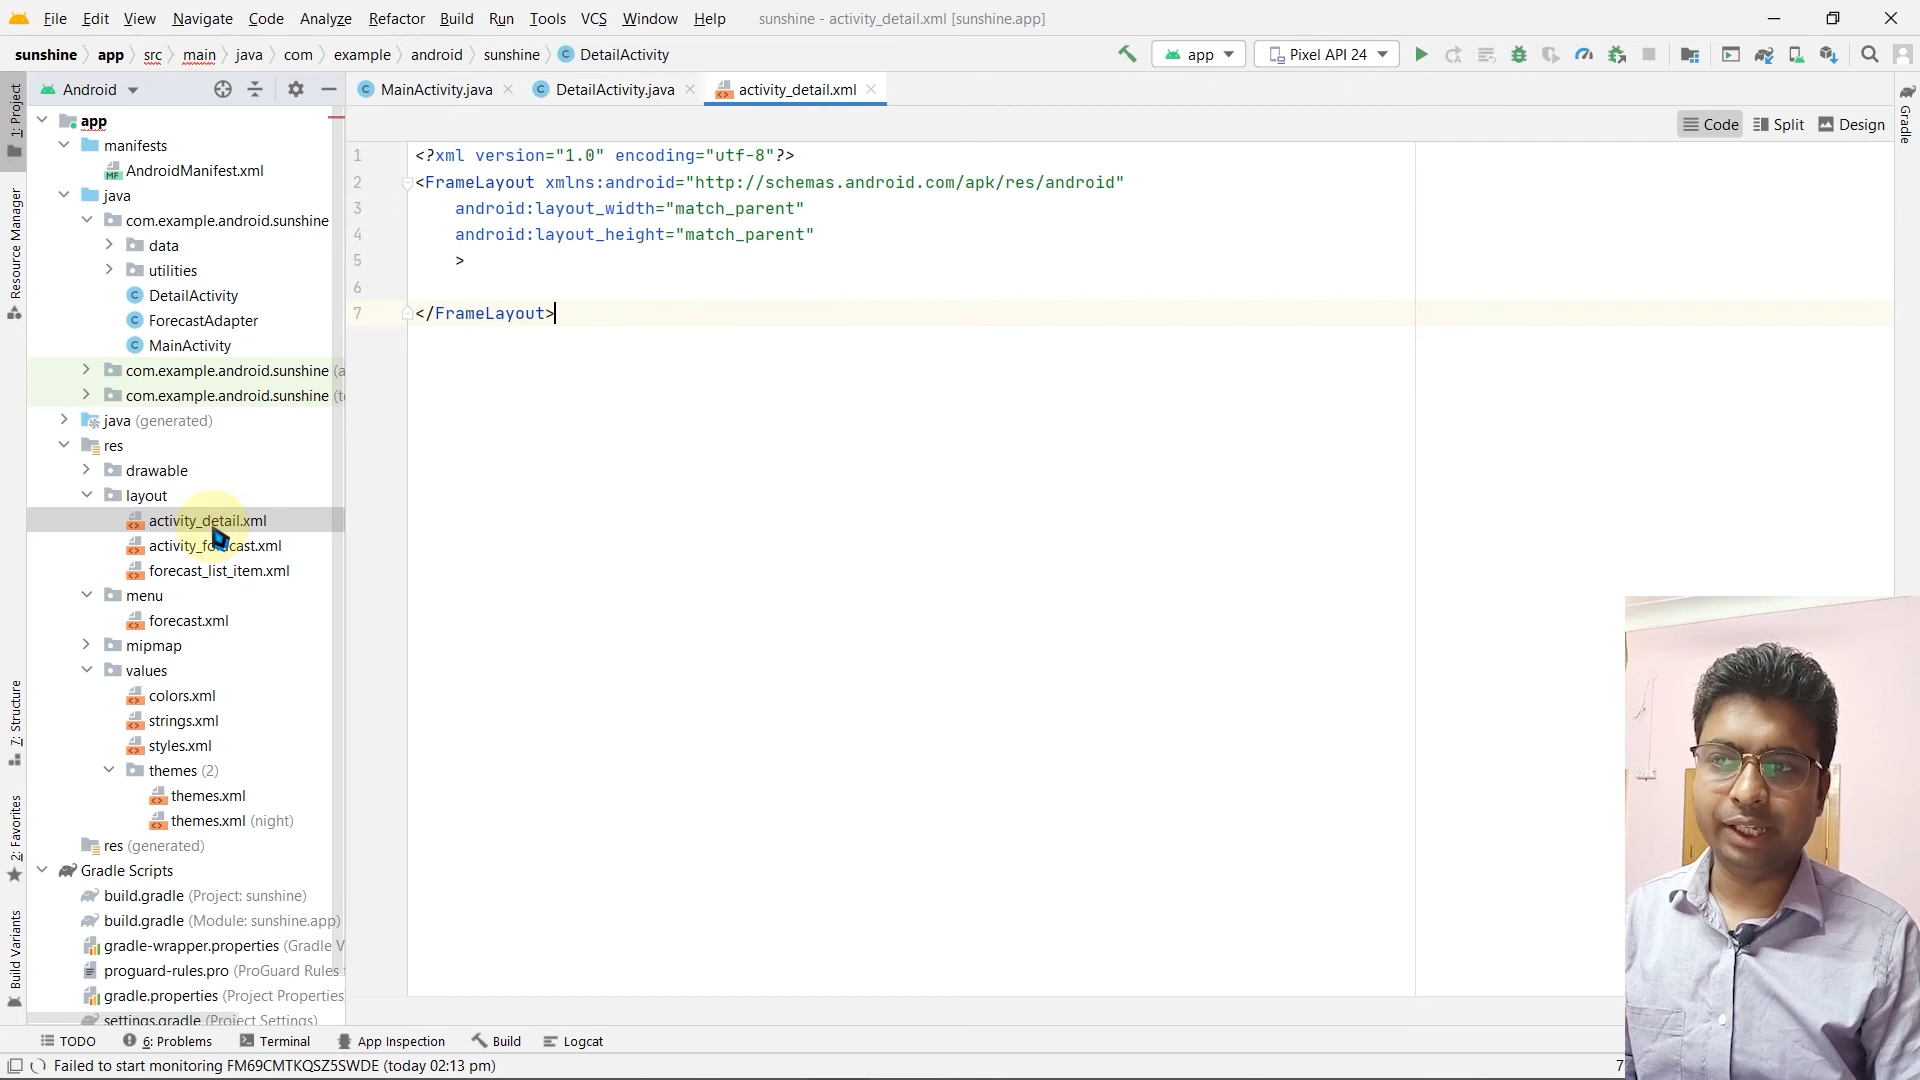 File Edit View Navigate Code Analyze Refactor Build Run Tools VCS Window Help sunshine - activity_detail.xml [sunshine.app]
sunshine app src main java com example android sunshine DetailActivity app Pixel API 24
Android MainActivity.java DetailActivity.java activity_detail.xml
Code Split Design
1: Project
Resource Manager
7: Structure
2: Favorites
Build Variants
Gradle
app
manifests
AndroidManifest.xml
java
com.example.android.sunshine
data
utilities
DetailActivity
ForecastAdapter
MainActivity
com.example.android.sunshine (a
com.example.android.sunshine (t
java (generated)
res
drawable
layout
activity_detail.xml
activity_forecast.xml
forecast_list_item.xml
menu
forecast.xml
mipmap
values
colors.xml
strings.xml
styles.xml
themes (2)
themes.xml
themes.xml (night)
res (generated)
Gradle Scripts
build.gradle (Project: sunshine)
build.gradle (Module: sunshine.app)
gradle-wrapper.properties (Gradle V
proguard-rules.pro (ProGuard Rules
gradle.properties (Project Properties
settings.gradle (Project Settings)
1 <?xml version="1.0" encoding="utf-8"?>
2 <FrameLayout xmlns:android="http://schemas.android.com/apk/res/android"
3 android:layout_width="match_parent"
4 android:layout_height="match_parent"
5 >
6
7 </FrameLayout>
TODO 6: Problems Terminal App Inspection Build Logcat
Failed to start monitoring FM69CMTKQSZ5SWDE (today 02:13 pm) 7